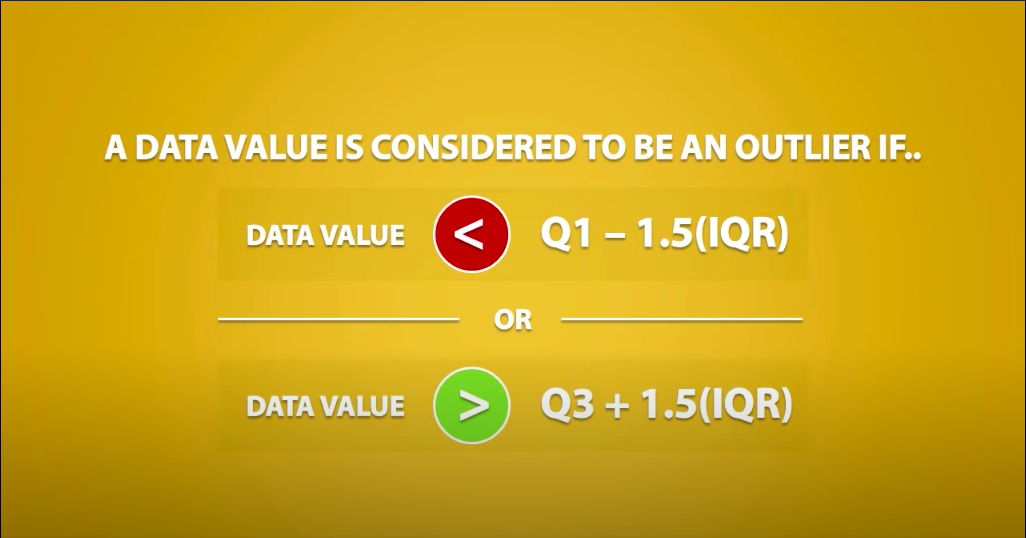 A DATA VALUE IS CONSIDERED TO BE AN OUTLIER IF..
DATA VALUE < Q1 – 1.5(IQR)
OR
DATA VALUE > Q3 + 1.5(IQR)